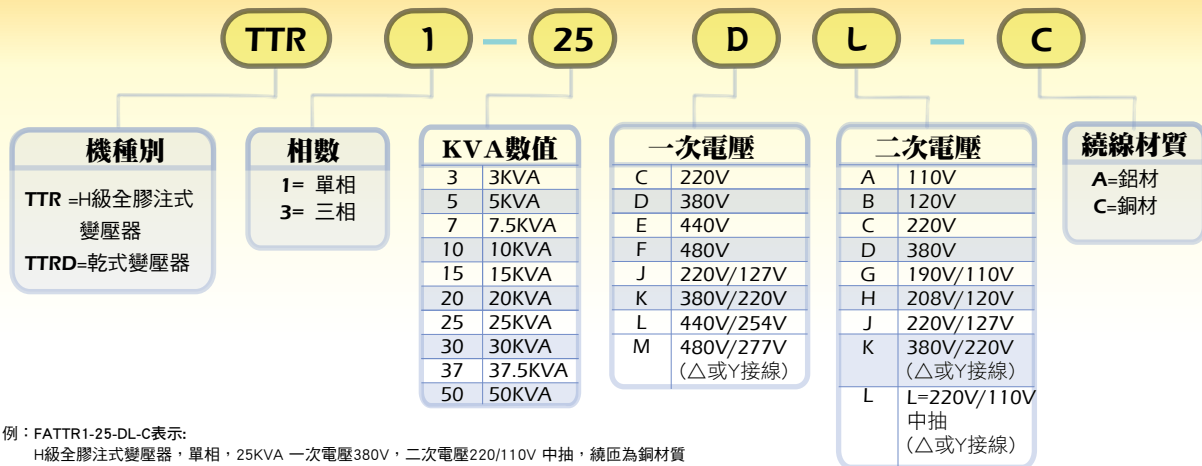 TTR 1 — 25 D L — C
機種別
TTR =H級全膠注式
變壓器
TTRD=乾式變壓器
相數
1= 單相
3= 三相
KVA數值
3 3KVA
5 5KVA
7 7.5KVA
10 10KVA
15 15KVA
20 20KVA
25 25KVA
30 30KVA
37 37.5KVA
50 50KVA
一次電壓
C 220V
D 380V
E 440V
F 480V
J 220V/127V
K 380V/220V
L 440V/254V
M 480V/277V
(△或Y接線)
二次電壓
A 110V
B 120V
C 220V
D 380V
G 190V/110V
H 208V/120V
J 220V/127V
K 380V/220V
(△或Y接線)
L L=220V/110V
中抽
(△或Y接線)
繞線材質
A=鋁材
C=銅材
例：FATTR1-25-DL-C表示:
H級全膠注式變壓器，單相，25KVA 一次電壓380V，二次電壓220/110V 中抽，繞匝為銅材質